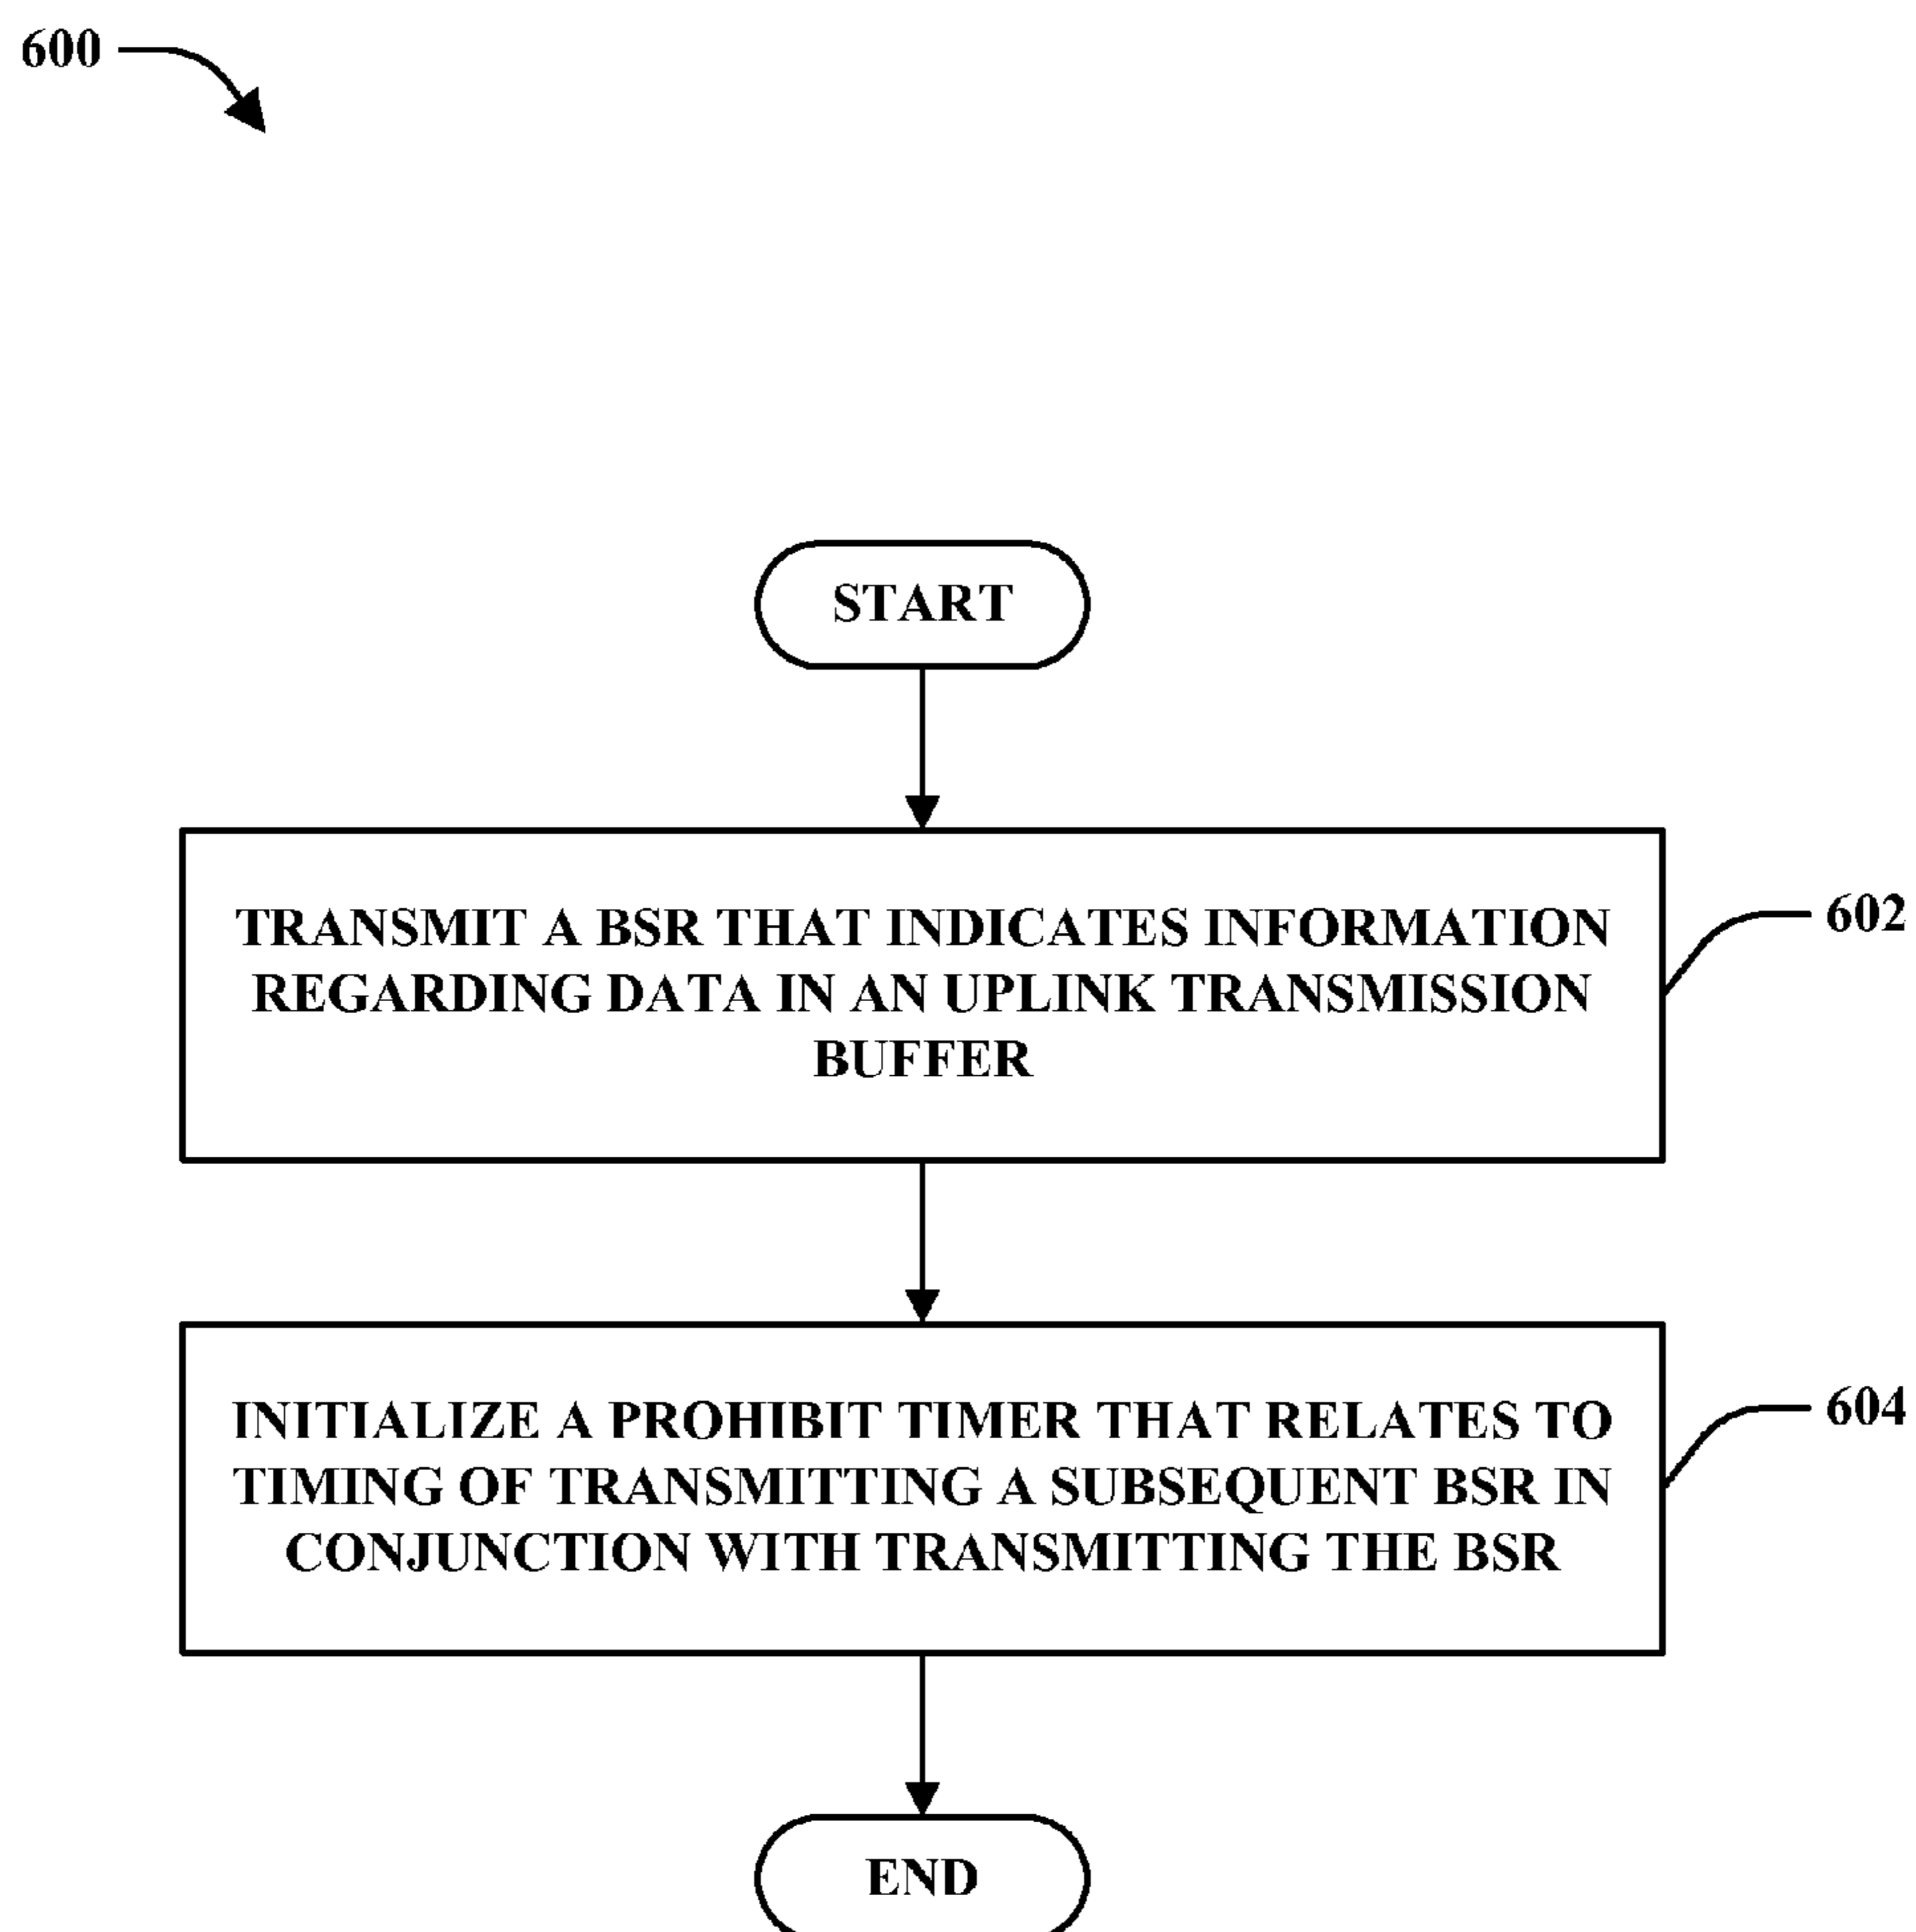 600
START
TRANSMIT A BSR THAT INDICATES INFORMATION
REGARDING DATA IN AN UPLINK TRANSMISSION
BUFFER
602
INITIALIZE A PROHIBIT TIMER THAT RELATES TO
TIMING OF TRANSMITTING A SUBSEQUENT BSR IN
CONJUNCTION WITH TRANSMITTING THE BSR
604
END